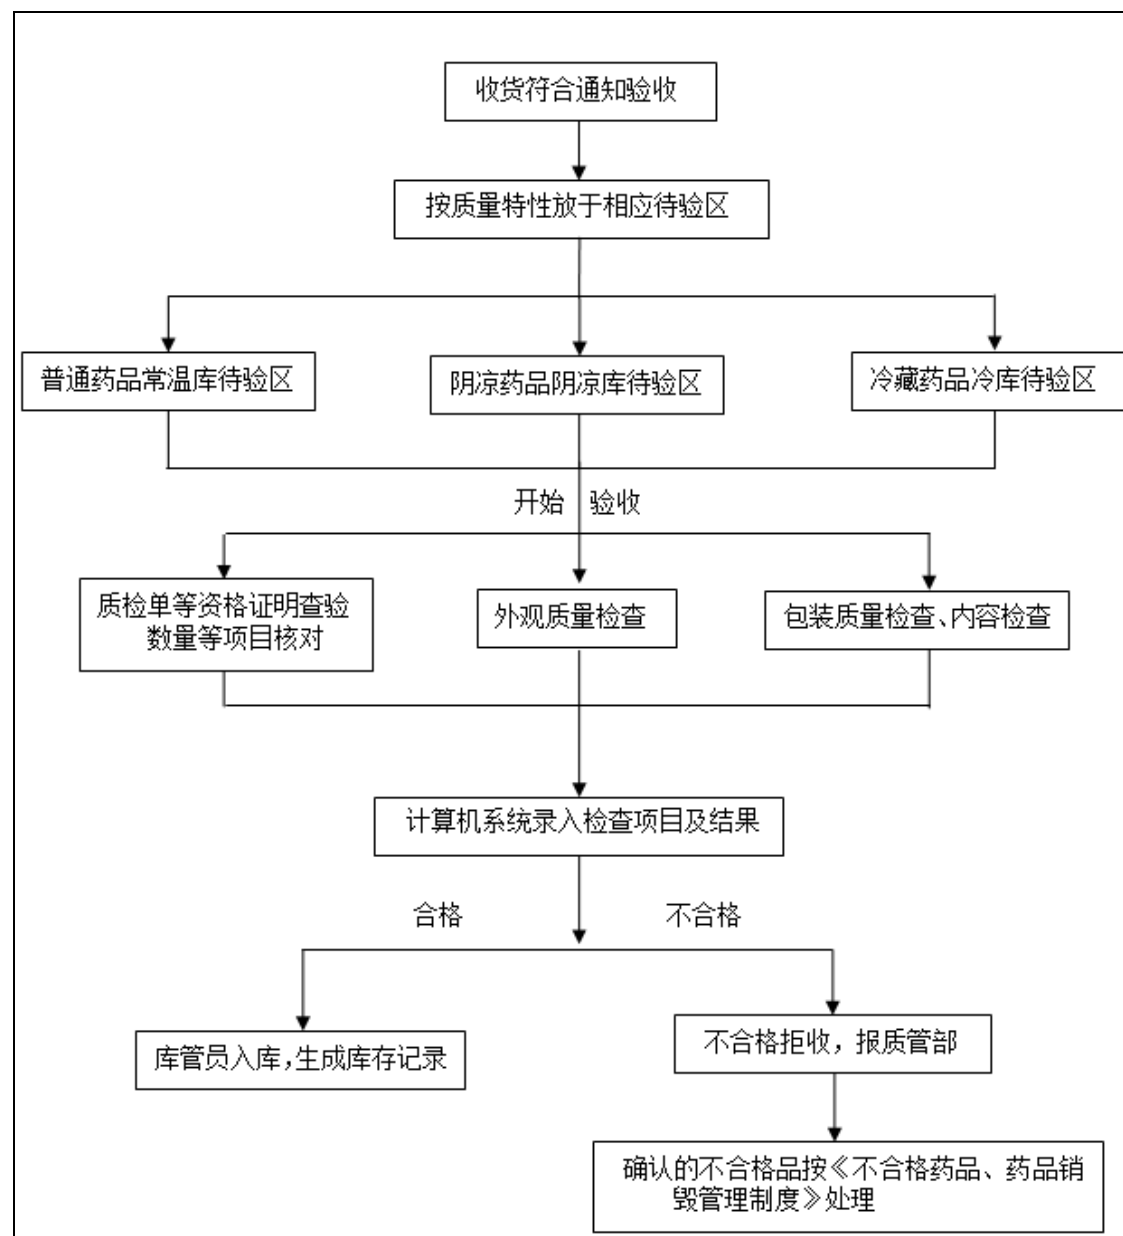 收货符合通知验收
按质量特性放于相应待验区
普通药品常温库待验区
阴凉药品阴凉库待验区
冷藏药品冷库待验区
开始 验收
质检单等资格证明查验
数量等项目核对
外观质量检查
包装质量检查、内容检查
计算机系统录入检查项目及结果
合格
不合格
库管员入库，生成库存记录
不合格拒收，报质管部
确认的不合格品按《不合格药品、药品销
毁管理制度》处理